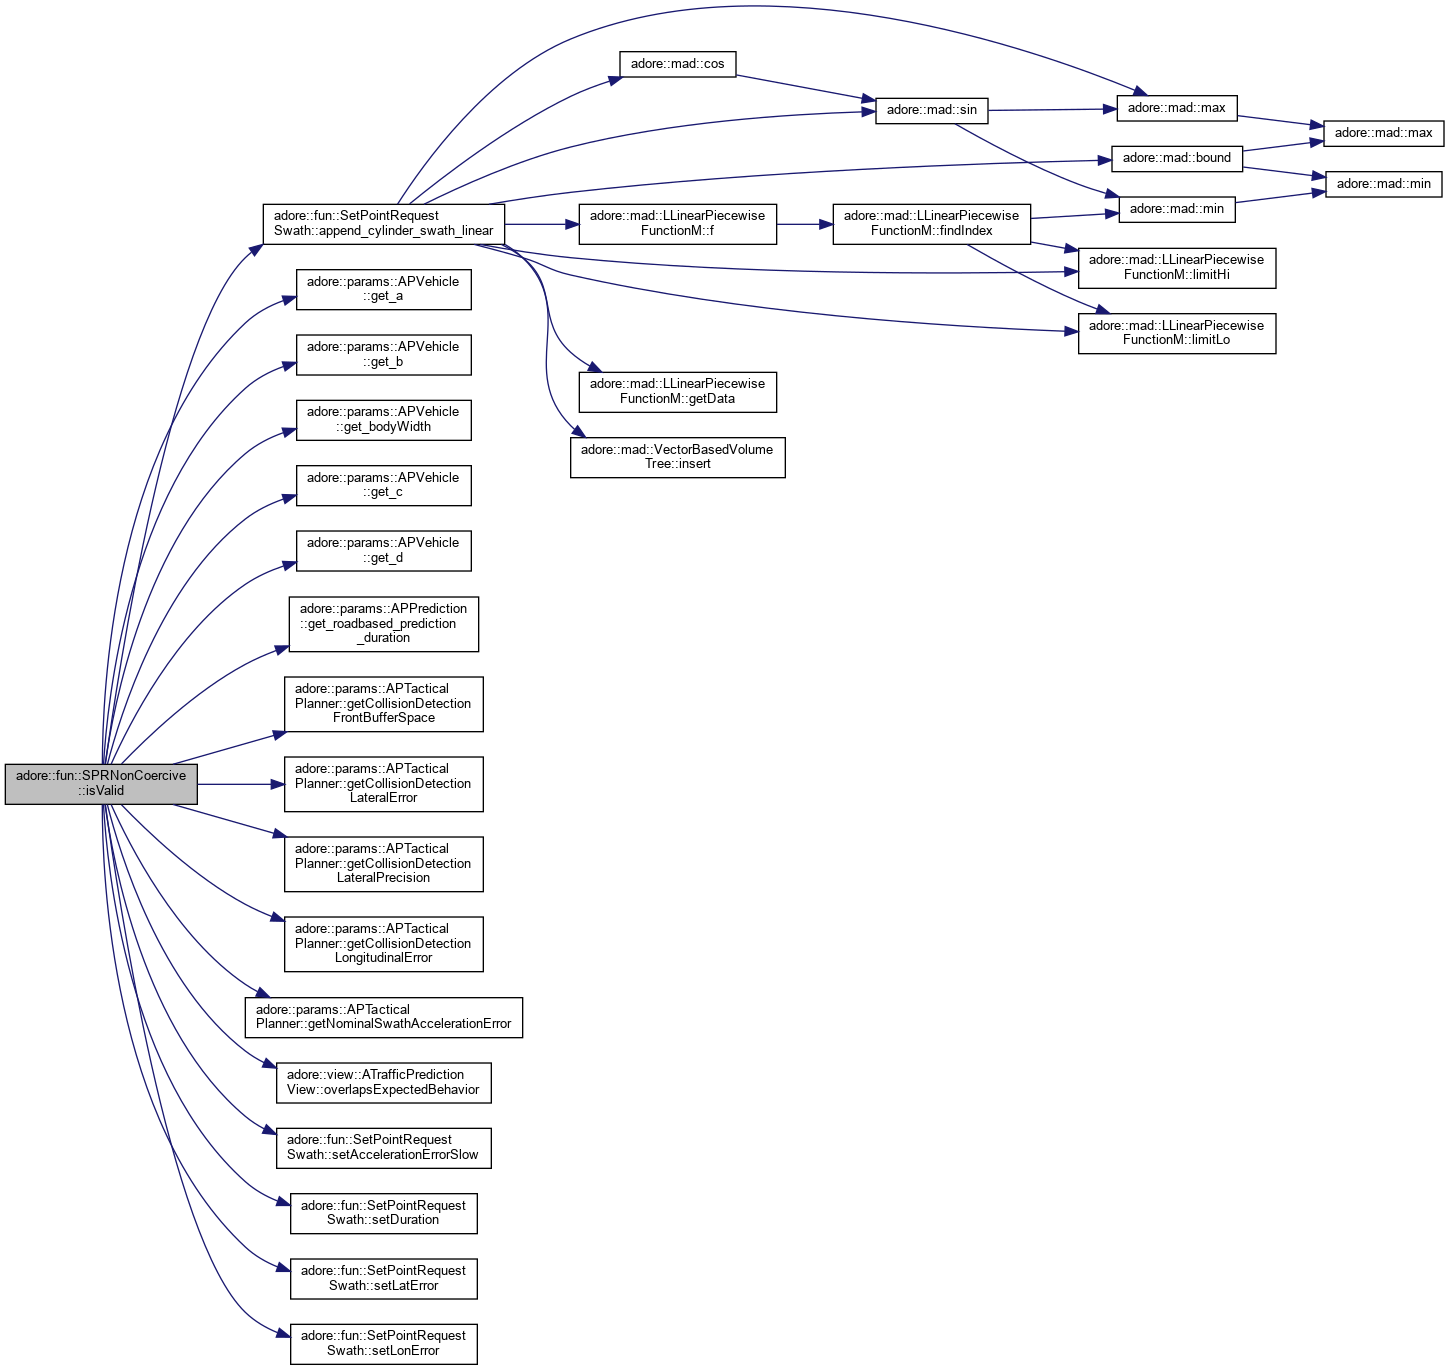 adore::fun::SPRNonCoercive
::isValid
adore::fun::SetPointRequest
Swath::append_cylinder_swath_linear
adore::params::APVehicle
::get_a
adore::params::APVehicle
::get_b
adore::params::APVehicle
::get_bodyWidth
adore::params::APVehicle
::get_c
adore::params::APVehicle
::get_d
adore::params::APPrediction
::get_roadbased_prediction
_duration
adore::params::APTactical
Planner::getCollisionDetection
FrontBufferSpace
adore::params::APTactical
Planner::getCollisionDetection
LateralError
adore::params::APTactical
Planner::getCollisionDetection
LateralPrecision
adore::params::APTactical
Planner::getCollisionDetection
LongitudinalError
adore::params::APTactical
Planner::getNominalSwathAccelerationError
adore::view::ATrafficPrediction
View::overlapsExpectedBehavior
adore::fun::SetPointRequest
Swath::setAccelerationErrorSlow
adore::fun::SetPointRequest
Swath::setDuration
adore::fun::SetPointRequest
Swath::setLatError
adore::fun::SetPointRequest
Swath::setLonError
adore::mad::cos
adore::mad::LLinearPiecewise
FunctionM::f
adore::mad::LLinearPiecewise
FunctionM::getData
adore::mad::VectorBasedVolume
Tree::insert
adore::mad::sin
adore::mad::LLinearPiecewise
FunctionM::findIndex
adore::mad::max
adore::mad::bound
adore::mad::min
adore::mad::LLinearPiecewise
FunctionM::limitHi
adore::mad::LLinearPiecewise
FunctionM::limitLo
adore::mad::max
adore::mad::min